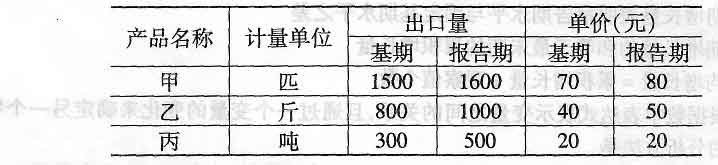 产品名称 计量单位 出口量 单价(元)
基期 报告期 基期 报告期
甲 匹 1500 1600 70 80
乙 斤 800 1000 40 50
丙 吨 300 500 20 20